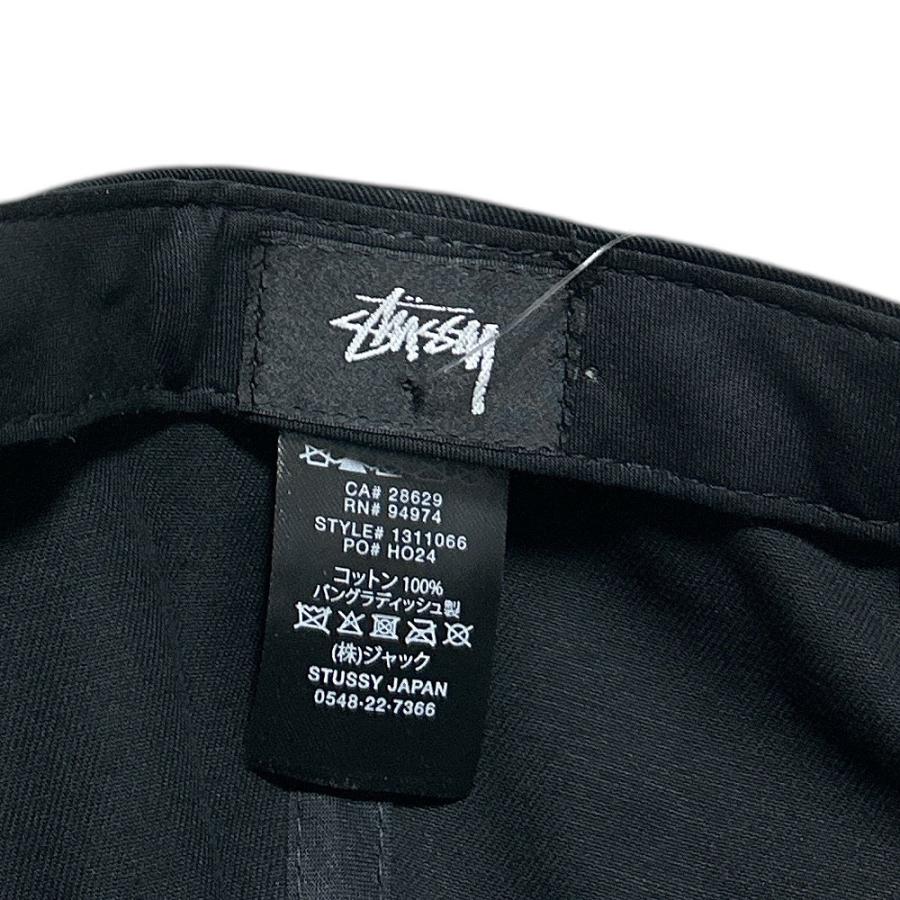 STÜSSY
CA# 28629
RN# 94974
STYLE# 1311066
PO# HO24
コットン 100%
バングラディッシュ製
(株)ジャック
STUSSY JAPAN
0548-22-7366